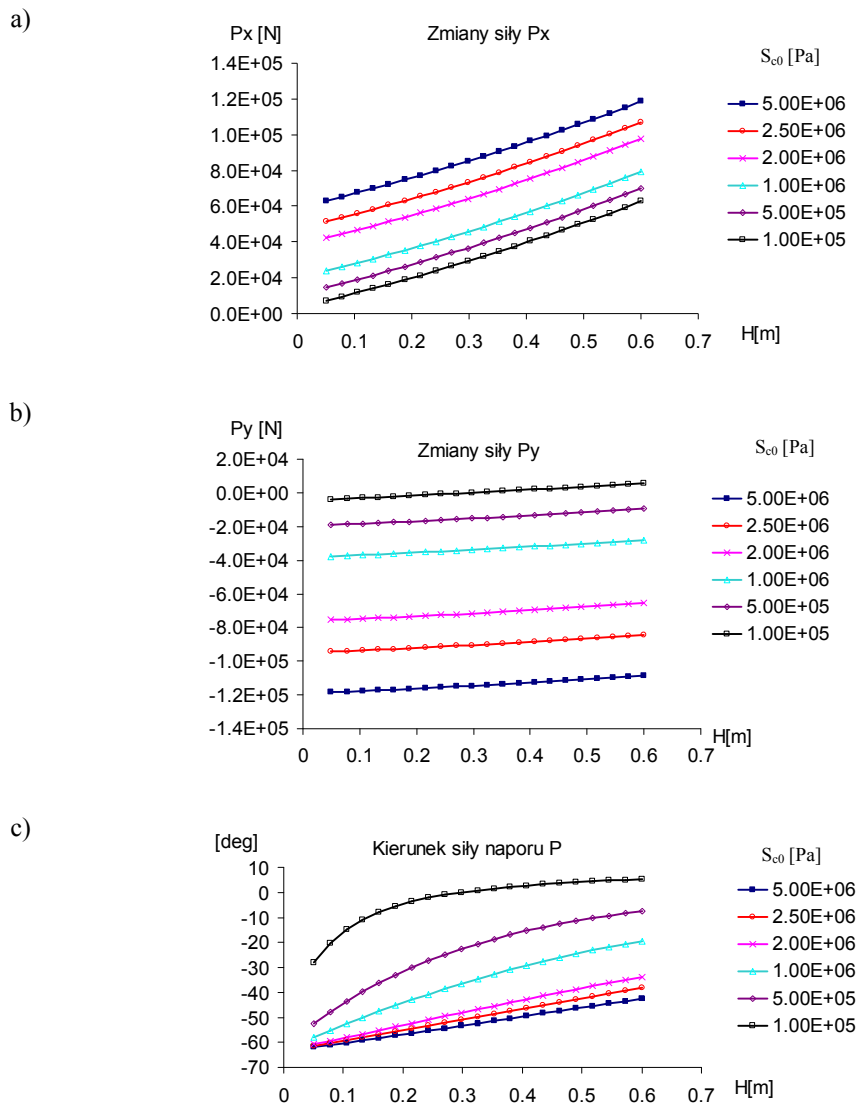 a)
Px [N]
Zmiany siły Px
Sc0 [Pa]
1.4E+05
1.2E+05
1.0E+05
8.0E+04
6.0E+04
4.0E+04
2.0E+04
0.0E+00
0 0.1 0.2 0.3 0.4 0.5 0.6 0.7
H[m]
5.00E+06
2.50E+06
2.00E+06
1.00E+06
5.00E+05
1.00E+05
b)
Py [N]
Zmiany siły Py
Sc0 [Pa]
2.0E+04
0.0E+00
-2.0E+04
-4.0E+04
-6.0E+04
-8.0E+04
-1.0E+05
-1.2E+05
-1.4E+05
0 0.1 0.2 0.3 0.4 0.5 0.6 0.7
H[m]
5.00E+06
2.50E+06
2.00E+06
1.00E+06
5.00E+05
1.00E+05
c)
[deg]
Kierunek siły naporu P
Sc0 [Pa]
10
0
-10
-20
-30
-40
-50
-60
-70
0 0.1 0.2 0.3 0.4 0.5 0.6 0.7
H[m]
5.00E+06
2.50E+06
2.00E+06
1.00E+06
5.00E+05
1.00E+05